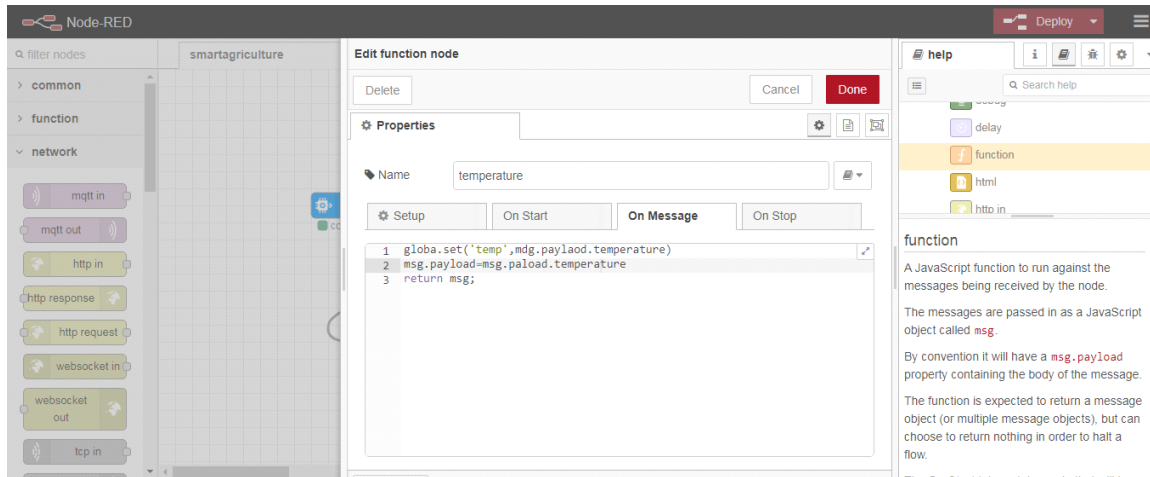 Node-RED
Deploy
filter nodes
common
function
network
mqtt in
mqtt out
http in
http response
http request
websocket in
websocket
out
tcp in
smartagriculture
Edit function node
Delete
Cancel
Done
Properties
Name
temperature
Setup
On Start
On Message
On Stop
1 globa.set('temp',mdg.paylaod.temperature)
2 msg.payload=msg.paload.temperature
3 return msg;
help
Search help
debug
delay
function
html
http in
function
A JavaScript function to run against the
messages being received by the node.
The messages are passed in as a JavaScript
object called msg.
By convention it will have a msg.payload
property containing the body of the message.
The function is expected to return a message
object (or multiple message objects), but can
choose to return nothing in order to halt a
flow.